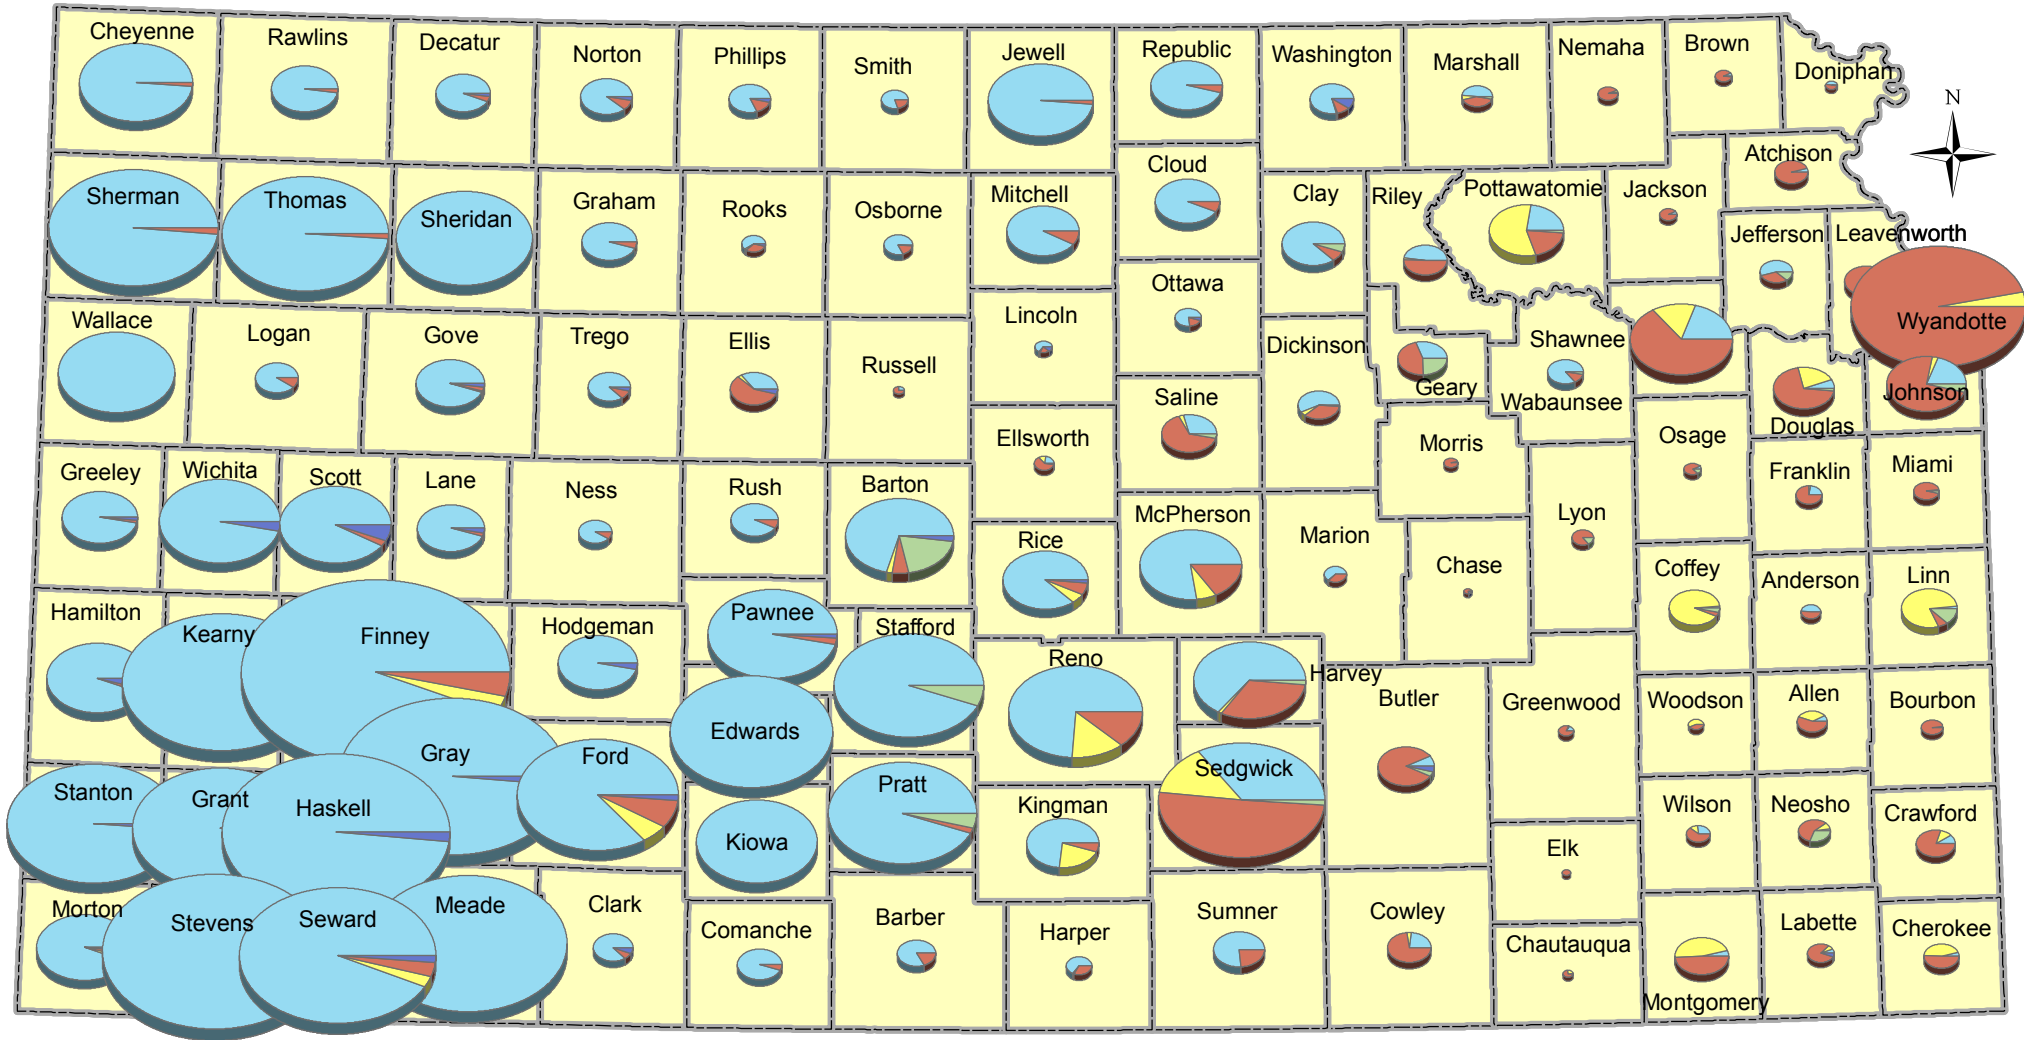 Cheyenne
Rawlins
Decatur
Norton
Phillips
Smith
Jewell
Republic
Washington
Marshall
Nemaha
Brown
Doniphan
N
Sherman
Thomas
Sheridan
Graham
Rooks
Osborne
Mitchell
Cloud
Clay
Riley
Pottawatomie
Jackson
Atchison
Jefferson
Leavenworth
Wyandotte
Wallace
Logan
Gove
Trego
Ellis
Russell
Lincoln
Ottawa
Dickinson
Geary
Shawnee
Wabaunsee
Douglas
Johnson
Greeley
Wichita
Scott
Lane
Ness
Rush
Barton
Ellsworth
Saline
Morris
Osage
Franklin
Miami
Rice
McPherson
Marion
Chase
Lyon
Coffey
Anderson
Linn
Hamilton
Kearny
Finney
Hodgeman
Pawnee
Stafford
Reno
Harvey
Butler
Greenwood
Woodson
Allen
Bourbon
Edwards
Gray
Ford
Stanton
Grant
Haskell
Kiowa
Pratt
Kingman
Sedgwick
Elk
Wilson
Neosho
Crawford
Morton
Stevens
Seward
Meade
Clark
Comanche
Barber
Harper
Sumner
Cowley
Chautauqua
Montgomery
Labette
Cherokee